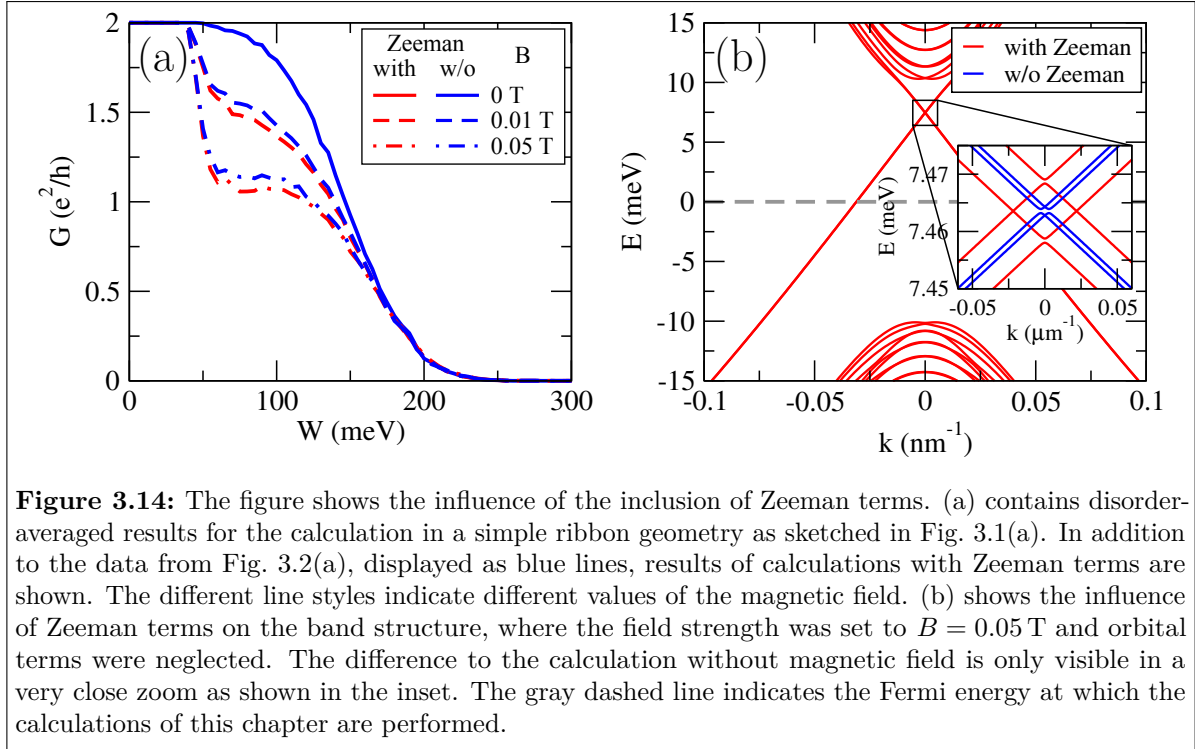 (a)
Zeeman
with w/o B
0 T
0.01 T
0.05 T
G (e²/h)
2
1.5
1
0.5
0
0 100 200 300
W (meV)
(b)
with Zeeman
w/o Zeeman
E (meV)
15
10
5
0
-5
-10
-15
-0.1 -0.05 0 0.05 0.1
k (nm⁻¹)
E (meV)
7.47
7.46
7.45
-0.05 0 0.05
k (μm⁻¹)
Figure 3.14: The figure shows the influence of the inclusion of Zeeman terms. (a) contains disorder-
averaged results for the calculation in a simple ribbon geometry as sketched in Fig. 3.1(a). In addition
to the data from Fig. 3.2(a), displayed as blue lines, results of calculations with Zeeman terms are
shown. The different line styles indicate different values of the magnetic field. (b) shows the influence
of Zeeman terms on the band structure, where the field strength was set to B = 0.05 T and orbital
terms were neglected. The difference to the calculation without magnetic field is only visible in a
very close zoom as shown in the inset. The gray dashed line indicates the Fermi energy at which the
calculations of this chapter are performed.